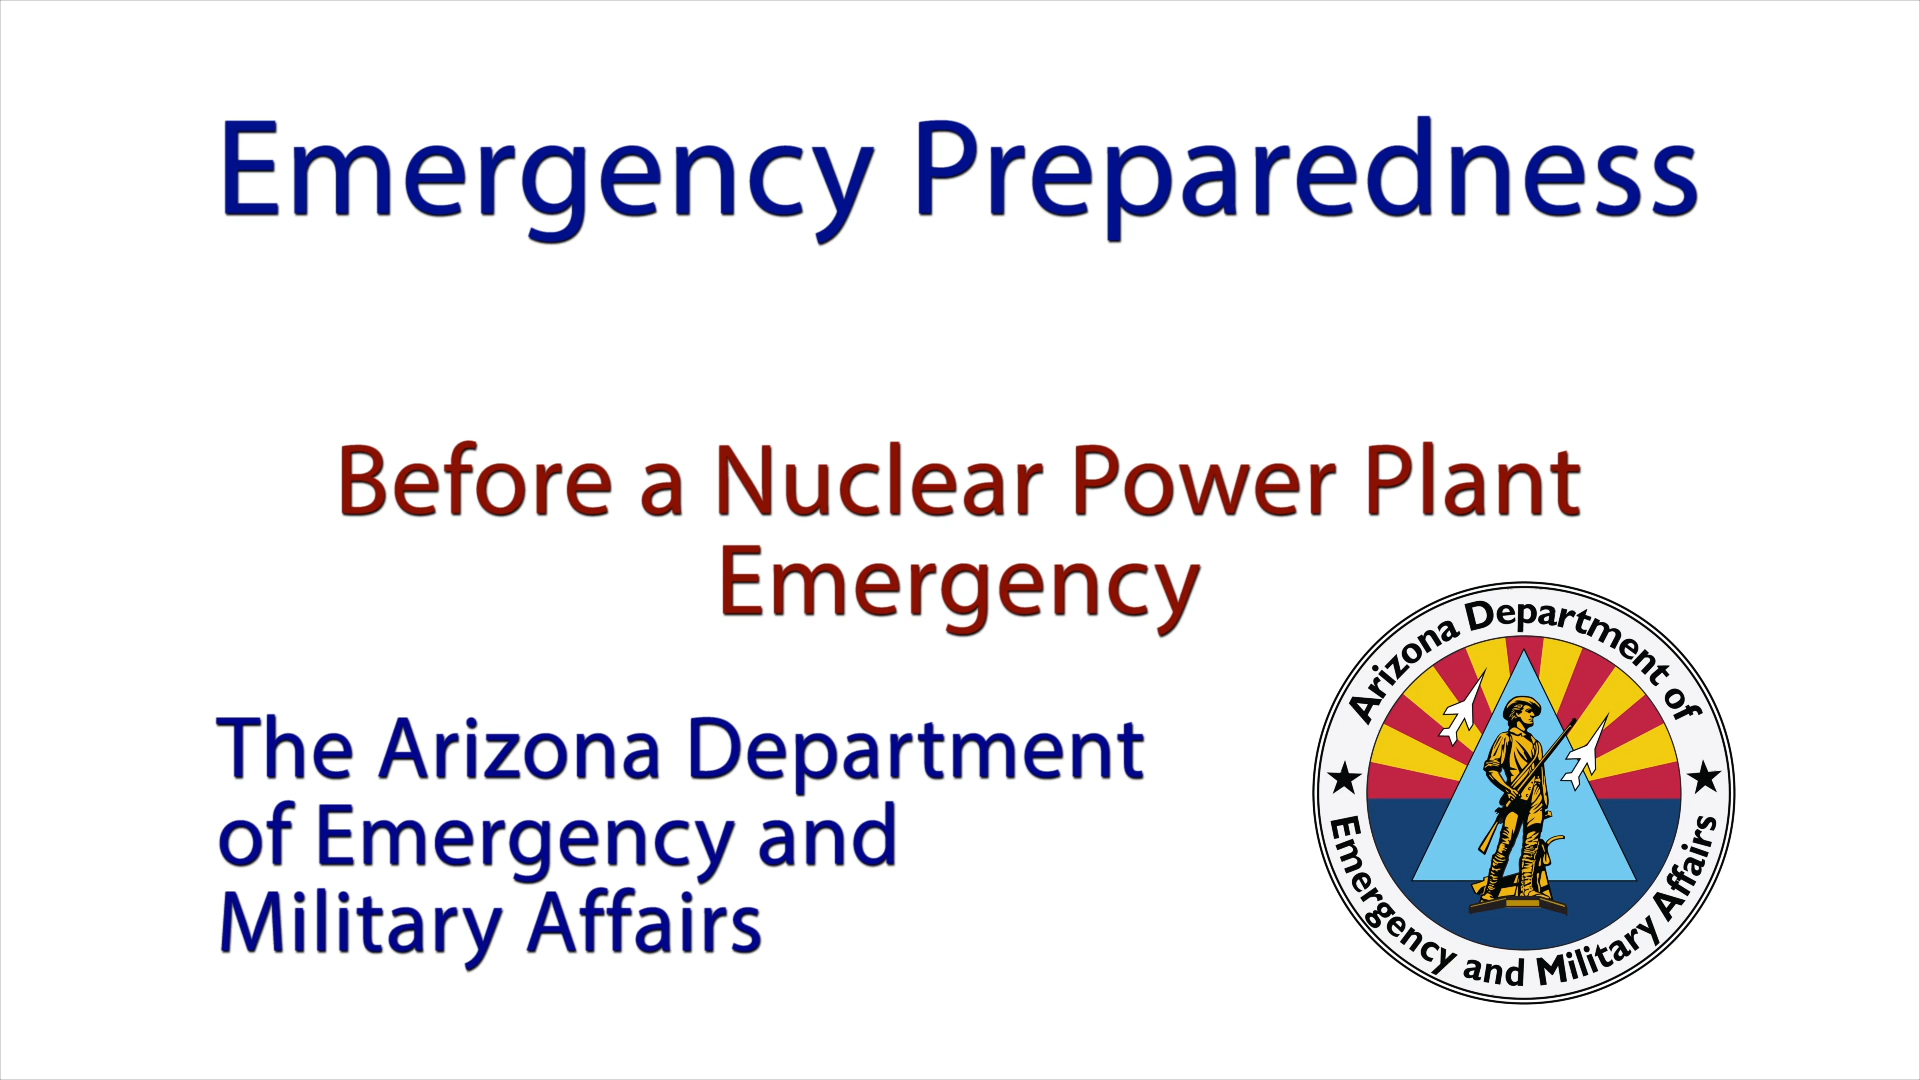 Emergency Preparedness
Before a Nuclear Power Plant
Emergency
The Arizona Department
of Emergency and
Military Affairs
Arizona Department of
Emergency and Military Affairs